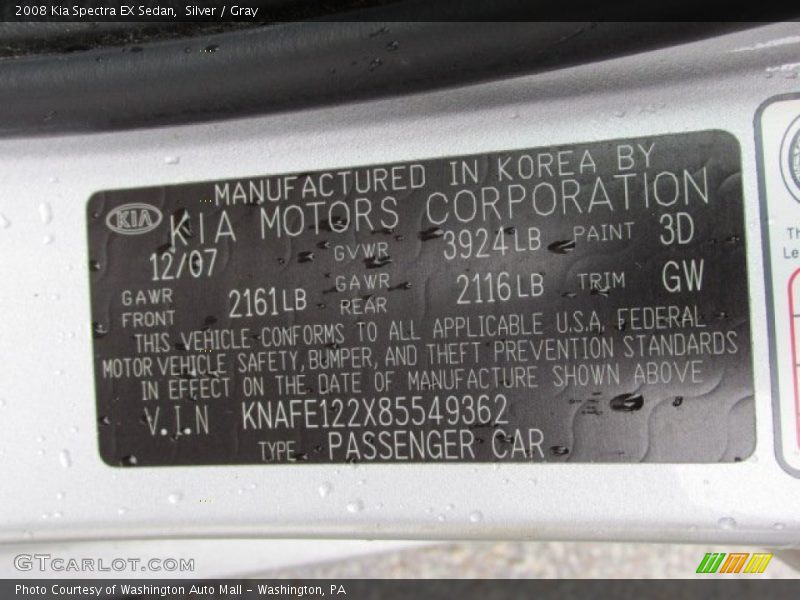 2008 Kia Spectra EX Sedan,  Silver / Gray
KIA
MANUFACTURED IN KOREA BY
KIA MOTORS CORPORATION
12/07 GVWR 3924LB PAINT 3D
GAWR FRONT 2161LB GAWR REAR 2116LB TRIM GW
THIS VEHICLE CONFORMS TO ALL APPLICABLE U.S.A. FEDERAL
MOTOR VEHICLE SAFETY, BUMPER, AND THEFT PREVENTION STANDARDS
IN EFFECT ON THE DATE OF MANUFACTURE SHOWN ABOVE
V.I.N KNAFE122X85549362
TYPE PASSENGER CAR
GTCARLOT.COM
Photo Courtesy of Washington Auto Mall - Washington, PA